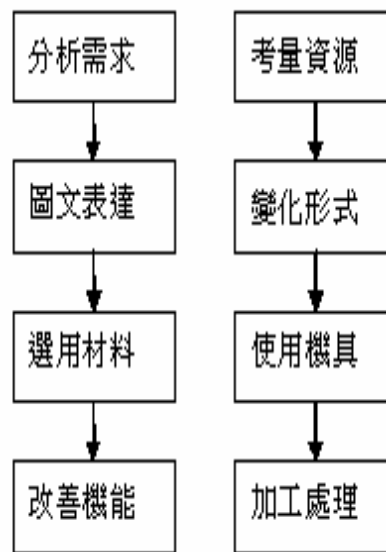 分析需求
圖文表達
選用材料
改善機能
考量資源
變化形式
使用機具
加工處理